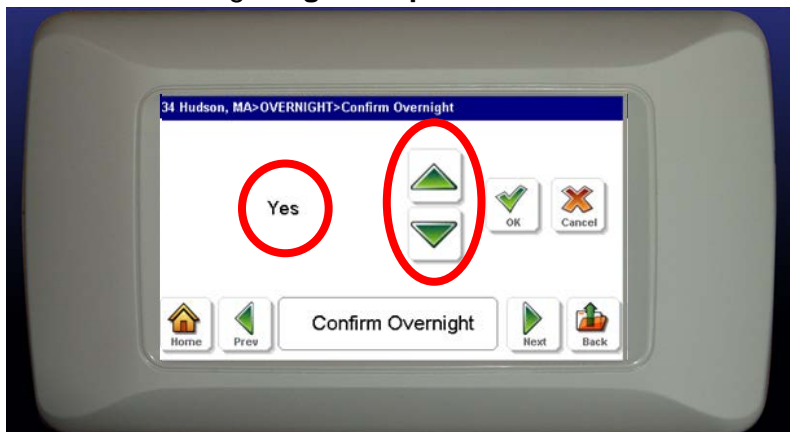 34 Hudson, MA>OVERNIGHT>Confirm Overnight
Yes
OK
Cancel
Home
Prev
Confirm Overnight
Next
Back